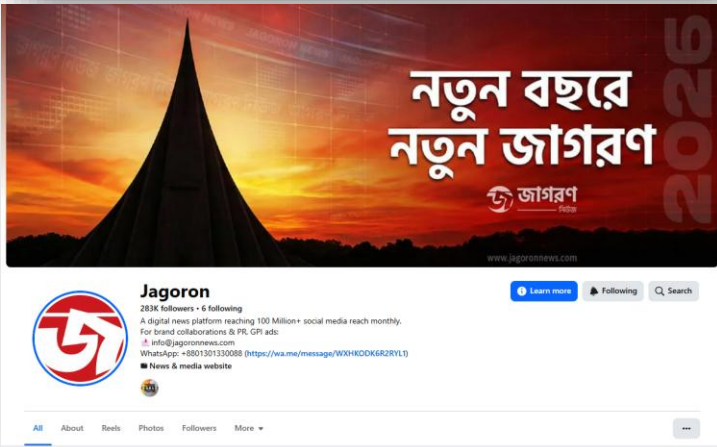 2026
নতুন বছরে
নতুন জাগরণ
জাগরণ
নিউজ
www.jagoronnews.com
জ
Jagoron
283K followers • 6 following
A digital news platform reaching 100 Million+ social media reach monthly.
For brand collaborations & PR, GPI ads:
📩 info@jagoronnews.com
WhatsApp: +8801301330088 (https://wa.me/message/WXHKODK6R2RYL1)
News & media website
Learn more
Following
Search
All About Reels Photos Followers More